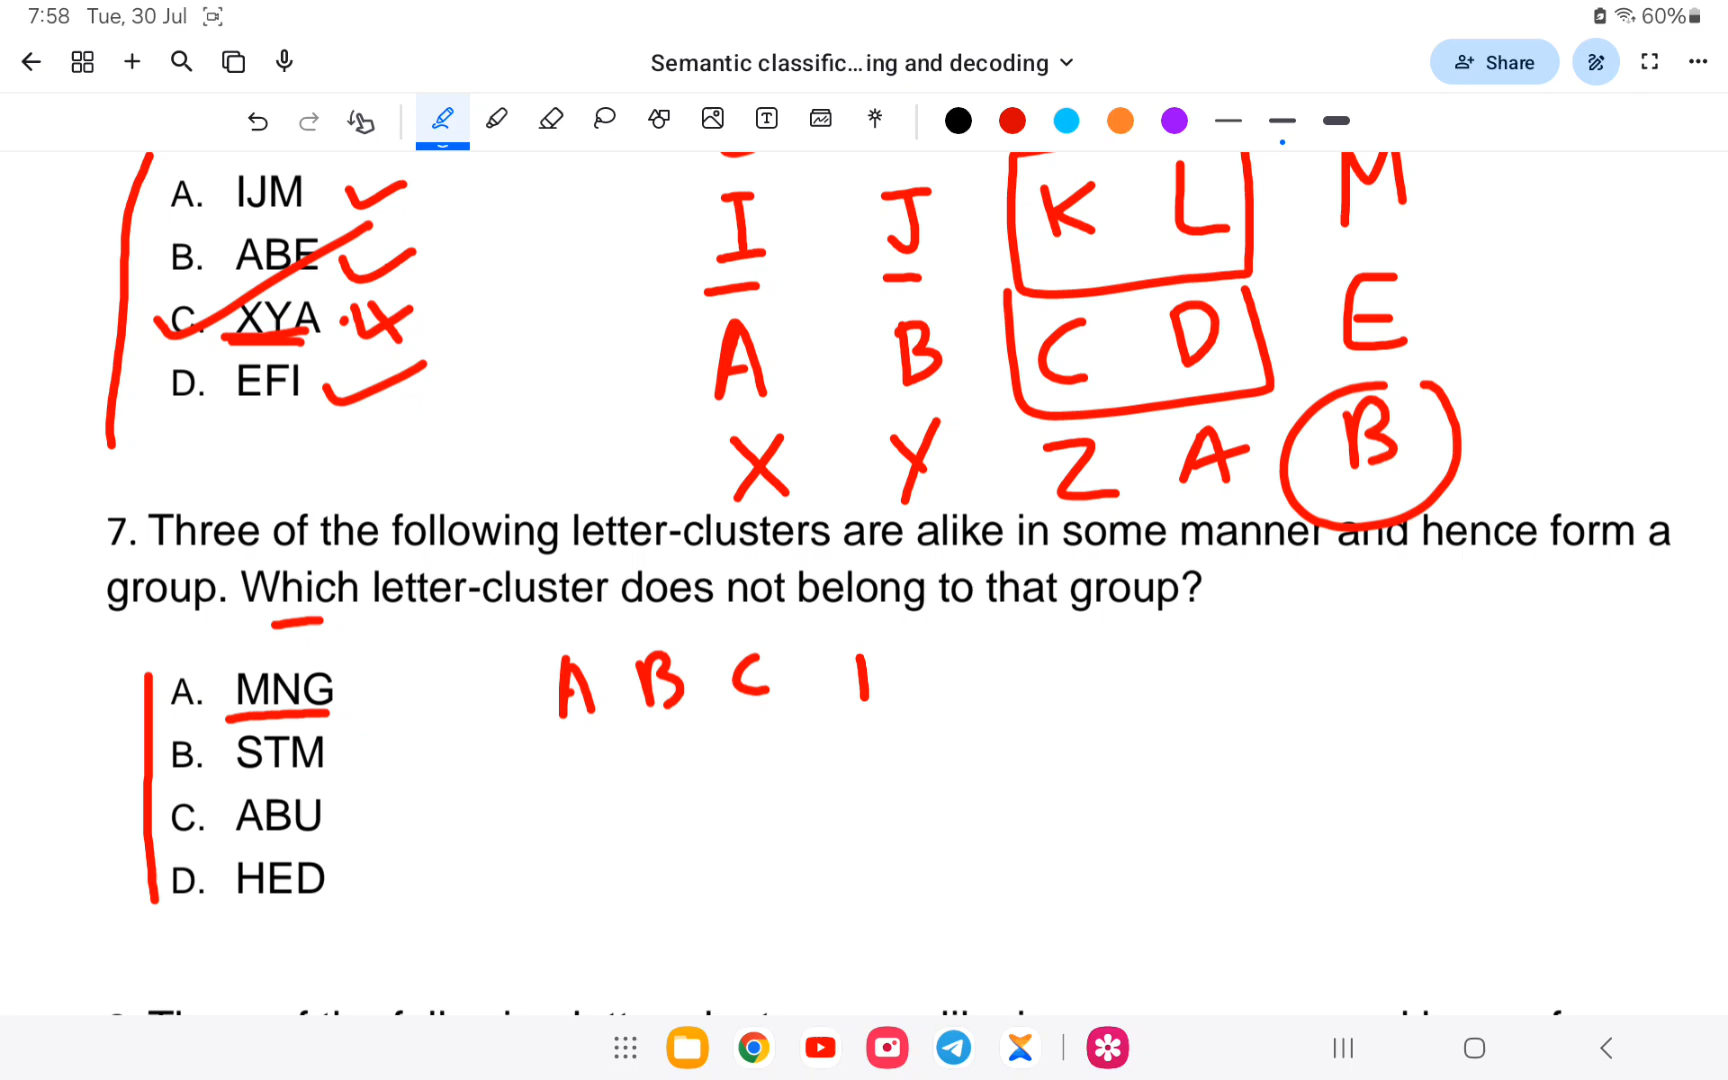 7:58 Tue, 30 Jul 60%
Semantic classific...ing and decoding Share
M
A. IJM I J K L
B. ABE E
C. XYA A B C D
D. EFI B
X Y Z A
7. Three of the following letter-clusters are alike in some manner and hence form a
group. Which letter-cluster does not belong to that group?
A. MNG A B C
B. STM
C. ABU
D. HED